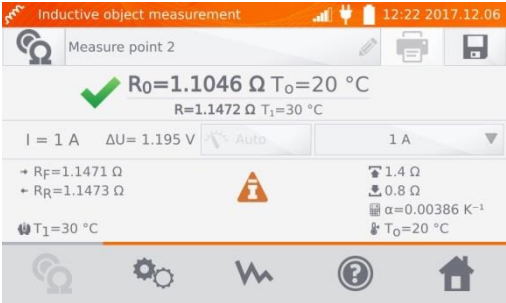 Inductive object measurement 12:22 2017.12.06
Measure point 2
R0=1.1046 Ω To=20 °C
R=1.1472 Ω T1=30 °C
I = 1 A ΔU= 1.195 V Auto 1 A
RF=1.1471 Ω 1.4 Ω
RR=1.1473 Ω 0.8 Ω
α=0.00386 K⁻¹
T1=30 °C To=20 °C